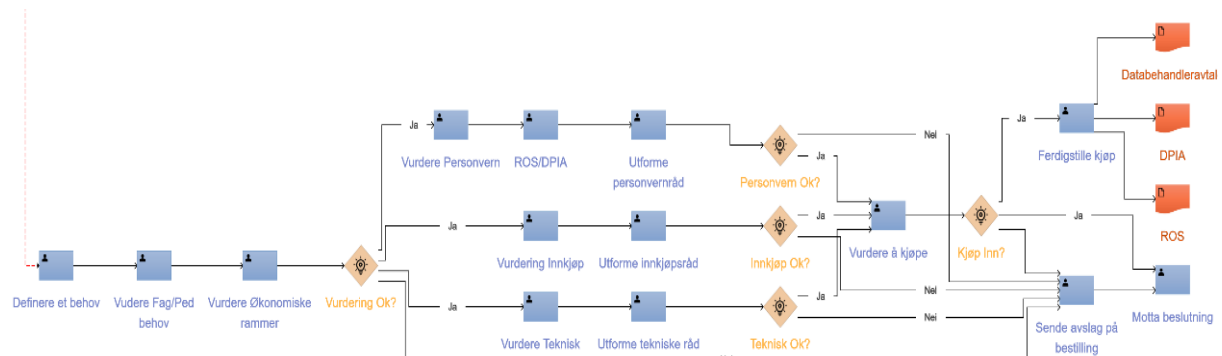 Databehandleravtal
Ja
Ja
Nei
Ja
Vurdere Personvern
ROS/DPIA
Utforme
personvernråd
Personvern Ok?
Ferdigstille kjøp
DPIA
Ja
Ja
Ja
ROS
Vurdering Innkjøp
Utforme innkjøpsråd
Innkjøp Ok?
Vurdere å kjøpe
Kjøp Inn?
Definere et behov
Vudere Fag/Ped
behov
Vurdere Økonomiske
rammer
Vurdering Ok?
Ja
Ja
Nei
Nei
Motta beslutning
Vurdere Teknisk
Utforme tekniske råd
Teknisk Ok?
Sende avslag på
bestilling